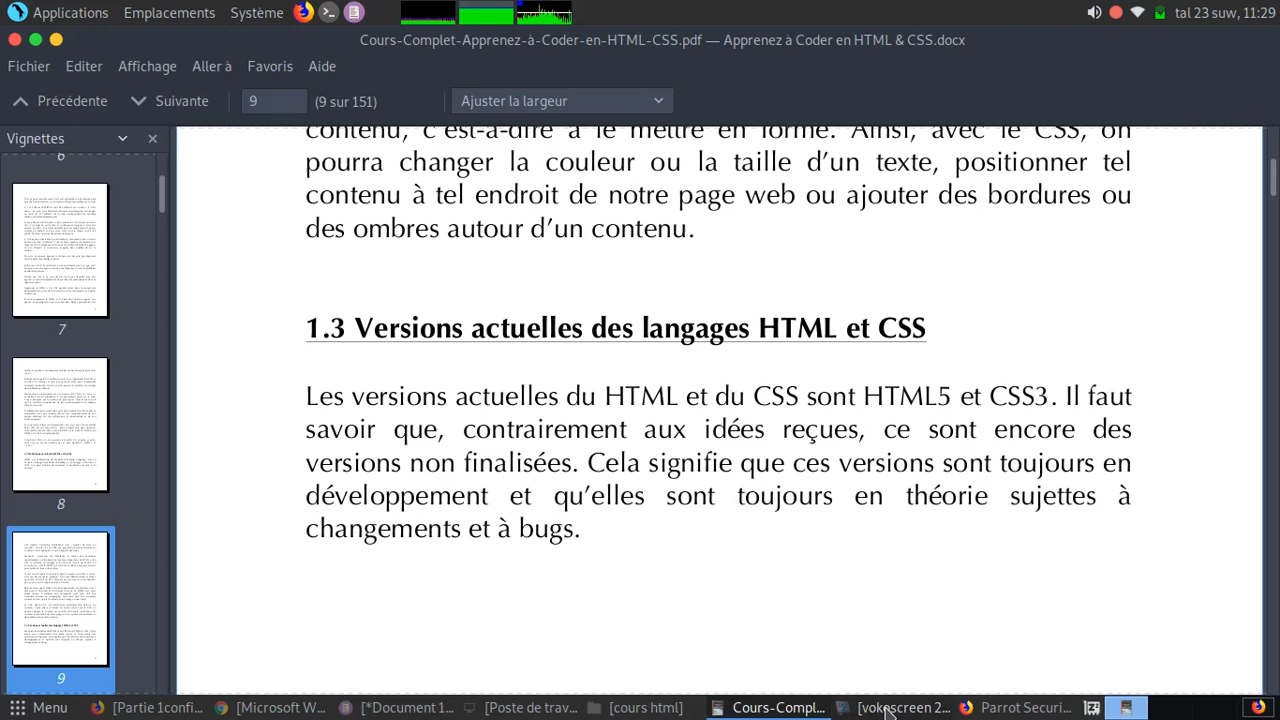 Applications Emplacements Système tal 23 suw, 11:29
Cours-Complet-Apprenez-à-Coder-en-HTML-CSS.pdf — Apprenez à Coder en HTML & CSS.docx
Fichier Editer Affichage Aller à Favoris Aide
Précédente Suivante 9 (9 sur 151) Ajuster la largeur
Vignettes
6
7
8
9
contenu, c’est-à-dire à le mettre en forme. Ainsi, avec le CSS, on
pourra changer la couleur ou la taille d’un texte, positionner tel
contenu à tel endroit de notre page web ou ajouter des bordures ou
des ombres autour d’un contenu.
1.3 Versions actuelles des langages HTML et CSS
Les versions actuelles du HTML et du CSS sont HTML5 et CSS3. Il faut
savoir que, contrairement aux idées reçues, ce sont encore des
versions non finalisées. Cela signifie que ces versions sont toujours en
développement et qu’elles sont toujours en théorie sujettes à
changements et à bugs.
Menu [Partie 1confi... [Microsoft W... [*Document 1... [Poste de trav... [cours html] Cours-Compl... [vokoscreen 2... Parrot Securi...